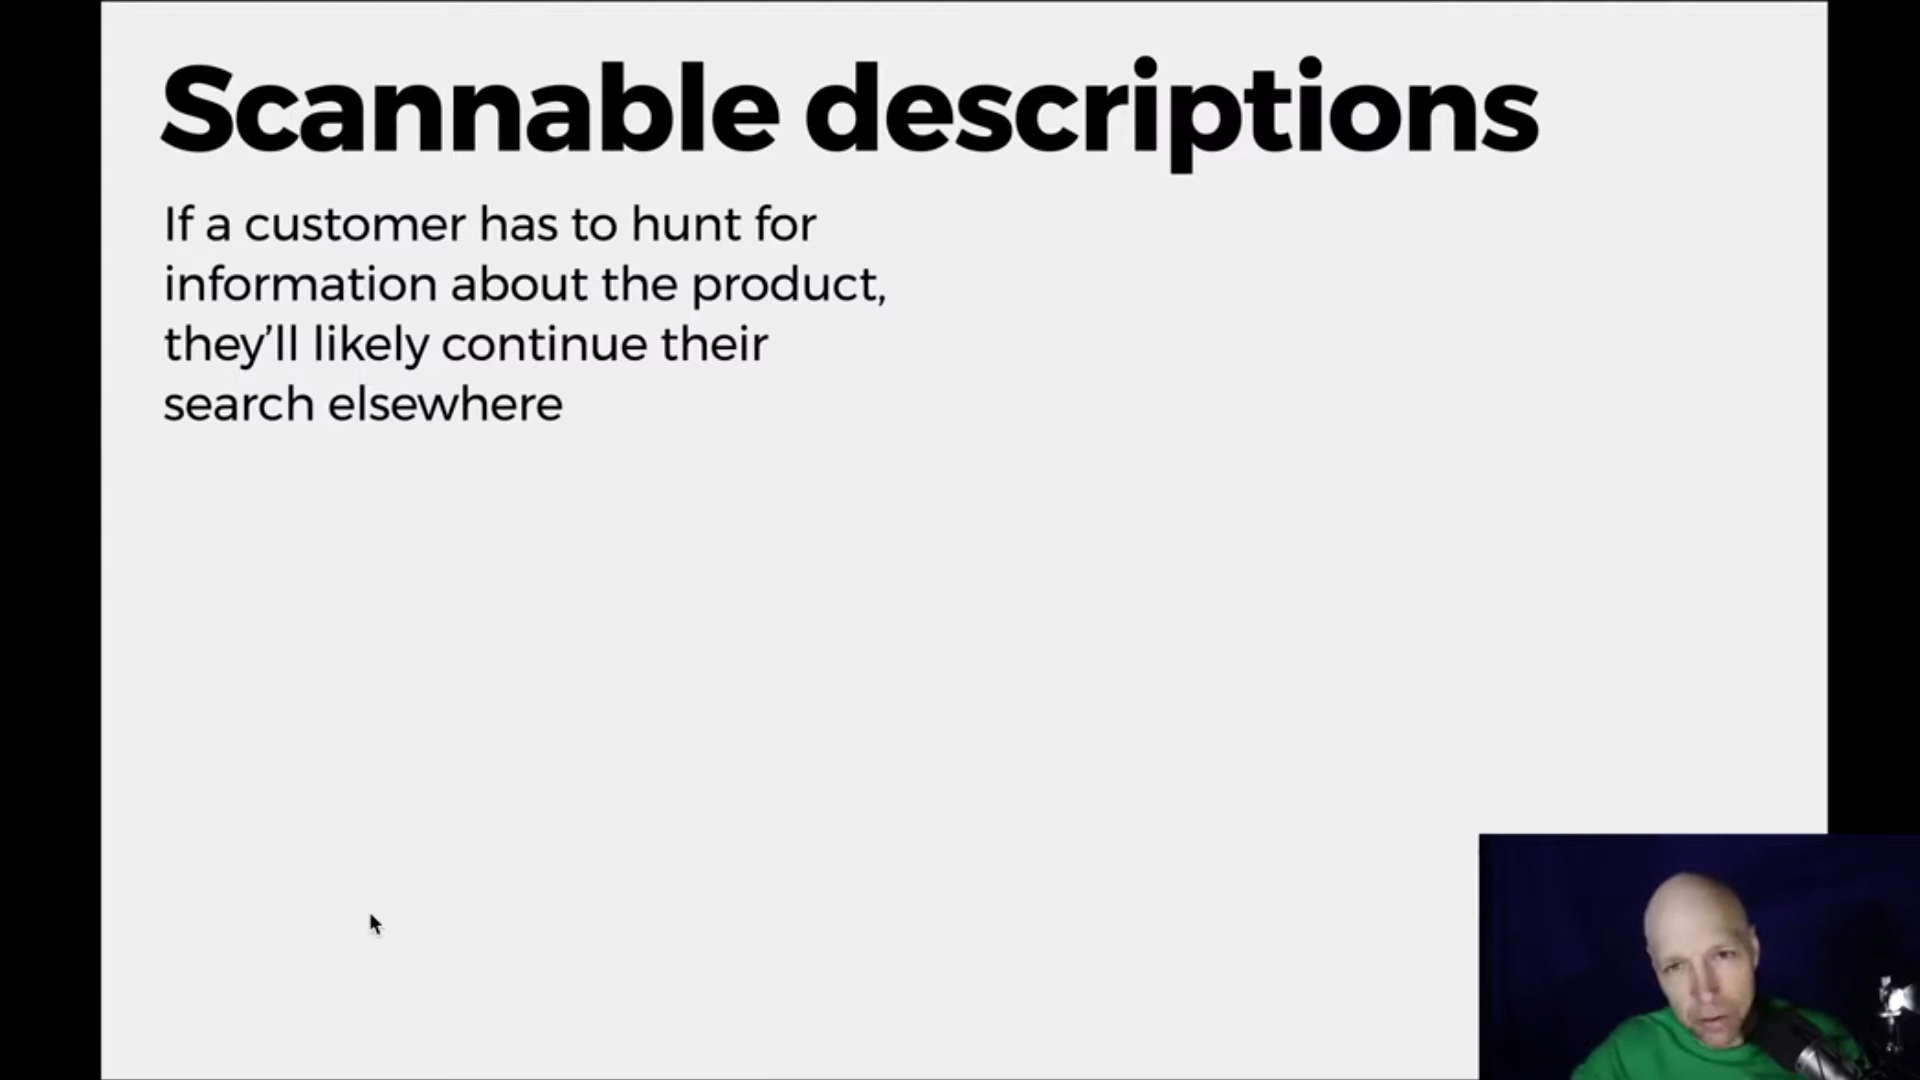 Scannable descriptions
If a customer has to hunt for
information about the product,
they’ll likely continue their
search elsewhere